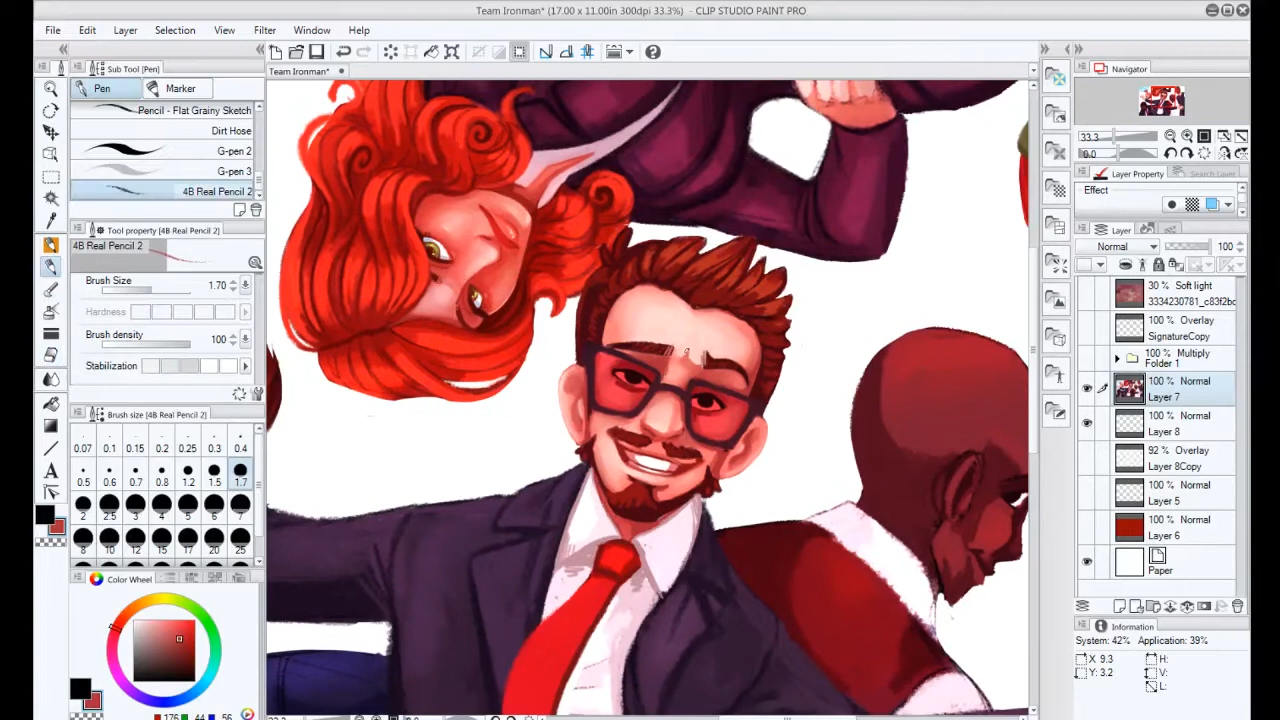 Team Ironman* (17.00 x 11.00in 300dpi 33.3%) - CLIP STUDIO PAINT PRO
File Edit Layer Selection View Filter Window Help
Sub Tool [Pen]
Team Ironman*
Navigator
Pen Marker
Pencil - Flat Grainy Sketch
Dirt Hose
G-pen 2
G-pen 3
4B Real Pencil 2
33.3
0.0
Layer Property Search Layer
Effect
Tool property [4B Real Pencil 2]
4B Real Pencil 2
Brush Size 1.70
Hardness
Brush density 100
Stabilization
Layer
Normal 100
30 % Soft light
3334230781_c83f2bc
100 % Overlay
SignatureCopy
100 % Multiply
Folder 1
100 % Normal
Layer 7
100 % Normal
Layer 8
92 % Overlay
Layer 8Copy
100 % Normal
Layer 5
100 % Normal
Layer 6
Paper
Brush size [4B Real Pencil 2]
0.07 0.1 0.15 0.2 0.25 0.3 0.4
0.5 0.6 0.7 0.8 1.2 1.5 1.7
2 2.5 3 4 5 6 7
8 10 12 15 17 20 25
Color Wheel
176 44 56
Information
System: 42% Application: 39%
X 9.3 H:
Y: 3.2 V:
L: